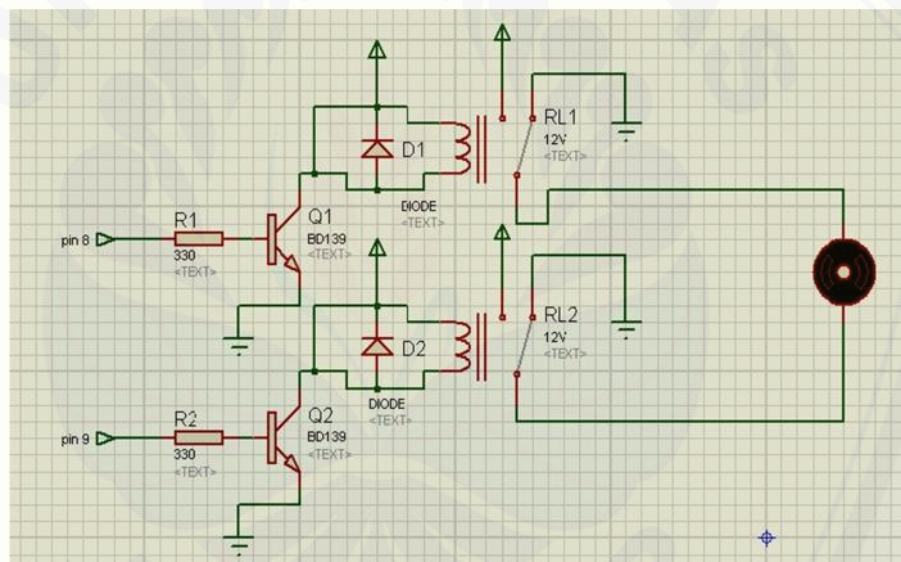 RL1
12V
<TEXT>
D1
DIODE
<TEXT>
R1
330
<TEXT>
Q1
BD139
<TEXT>
pin 8
RL2
12V
<TEXT>
D2
DIODE
<TEXT>
R2
330
<TEXT>
Q2
BD139
<TEXT>
pin 9